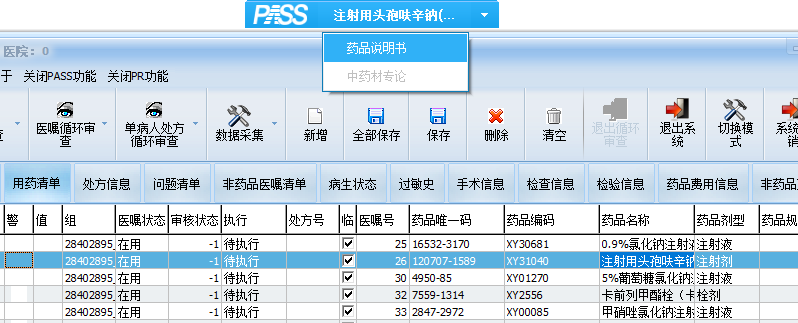 PASS 注射用头孢呋辛钠(...
药品说明书
医院: 0
中药材专论
于 关闭PASS功能 关闭PR功能
查 医嘱循环审查 单病人处方循环审查 数据采集 新增 全部保存 保存 删除 清空 退出循环审查 退出系统 切换模式 系统 销
用药清单 处方信息 问题清单 非药品医嘱清单 病生状态 过敏史 手术信息 检查信息 检验信息 药品费用信息 非药品
警 值 组 医嘱状态 审核状态 执行 处方号 临 医嘱号 药品唯一码 药品编码 药品名称 药品剂型 药品规
28402895_ 在用 -1 待执行 25 16532-3170 XY30681 0.9%氯化钠注射 注射液
28402895_ 在用 -1 待执行 26 120707-1589 XY31040 注射用头孢呋辛钠 注射剂
28402895_ 在用 -1 待执行 30 4950-85 XY01270 5%葡萄糖氯化钠 注射液
28402895_ 在用 -1 待执行 32 7559-1314 XY2556 卡前列甲酯栓（卡 栓剂
28402895_ 在用 -1 待执行 33 2847-2972 XY00085 甲硝唑氯化钠注 注射液